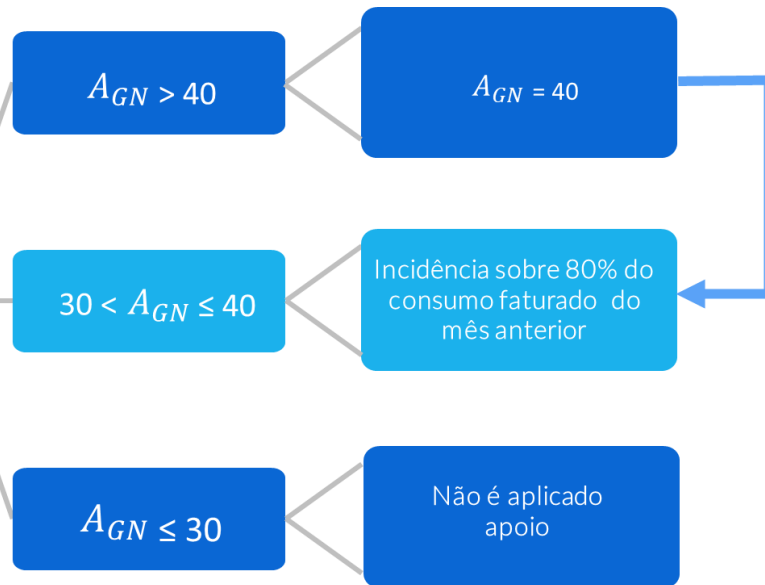 A_GN > 40
A_GN = 40
30 < A_GN ≤ 40
Incidência sobre 80% do
consumo faturado do
mês anterior
A_GN ≤ 30
Não é aplicado
apoio